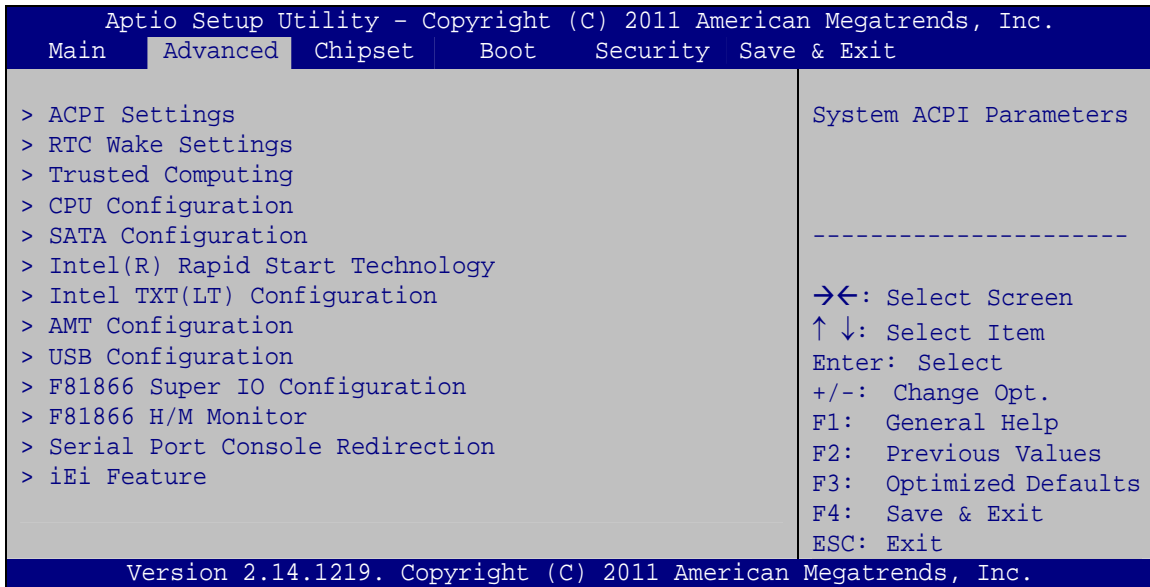 Aptio Setup Utility – Copyright (C) 2011 American Megatrends, Inc.
Main Advanced Chipset Boot Security Save & Exit
> ACPI Settings
> RTC Wake Settings
> Trusted Computing
> CPU Configuration
> SATA Configuration
> Intel(R) Rapid Start Technology
> Intel TXT(LT) Configuration
> AMT Configuration
> USB Configuration
> F81866 Super IO Configuration
> F81866 H/M Monitor
> Serial Port Console Redirection
> iEi Feature
System ACPI Parameters
----------------------
→←: Select Screen
↑ ↓: Select Item
Enter: Select
+/-: Change Opt.
F1: General Help
F2: Previous Values
F3: Optimized Defaults
F4: Save & Exit
ESC: Exit
Version 2.14.1219. Copyright (C) 2011 American Megatrends, Inc.